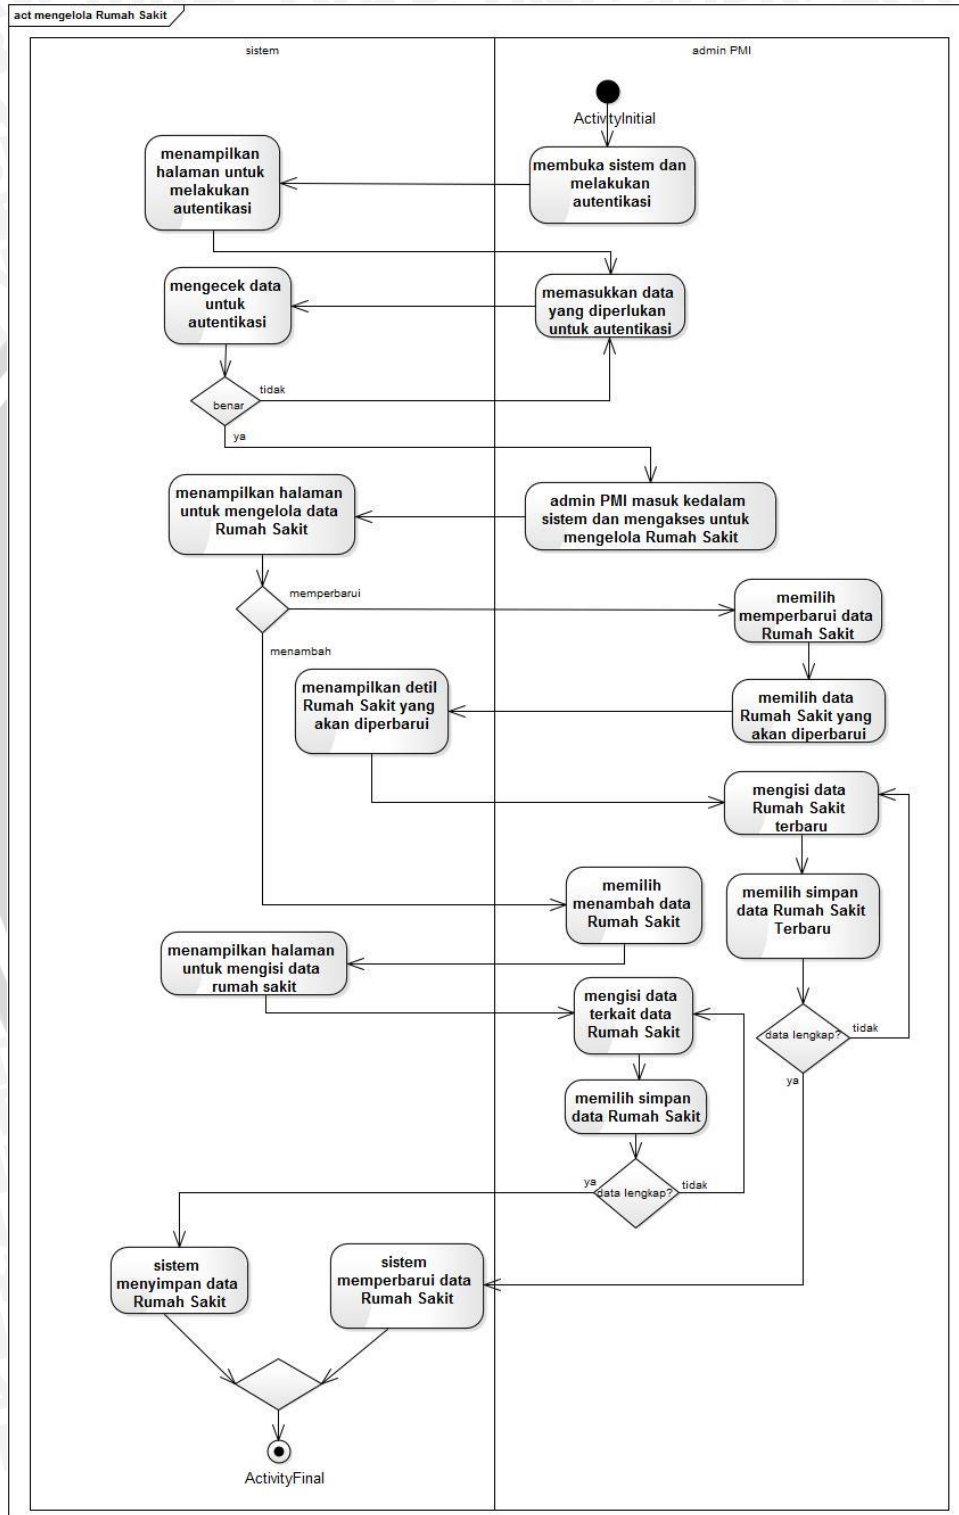 act mengelola Rumah Sakit
sistem
admin PMI
ActivityInitial
membuka sistem dan
melakukan
autentikasi
menampilkan
halaman untuk
melakukan
autentikasi
memasukkan data
yang diperlukan
untuk autentikasi
mengecek data
untuk
autentikasi
benar
tidak
ya
admin PMI masuk kedalam
sistem dan mengakses untuk
mengelola Rumah Sakit
menampilkan halaman
untuk mengelola data
Rumah Sakit
memperbarui
menambah
memilih
memperbarui data
Rumah Sakit
memilih data
Rumah Sakit yang
akan diperbarui
menampilkan detil
Rumah Sakit yang
akan diperbarui
mengisi data
Rumah Sakit
terbaru
memilih simpan
data Rumah Sakit
Terbaru
data lengkap?
tidak
ya
memilih
menambah data
Rumah Sakit
menampilkan halaman
untuk mengisi data
rumah sakit
mengisi data
terkait data
Rumah Sakit
memilih simpan
data Rumah Sakit
data lengkap?
tidak
ya
sistem
menyimpan data
Rumah Sakit
sistem
memperbarui data
Rumah Sakit
ActivityFinal